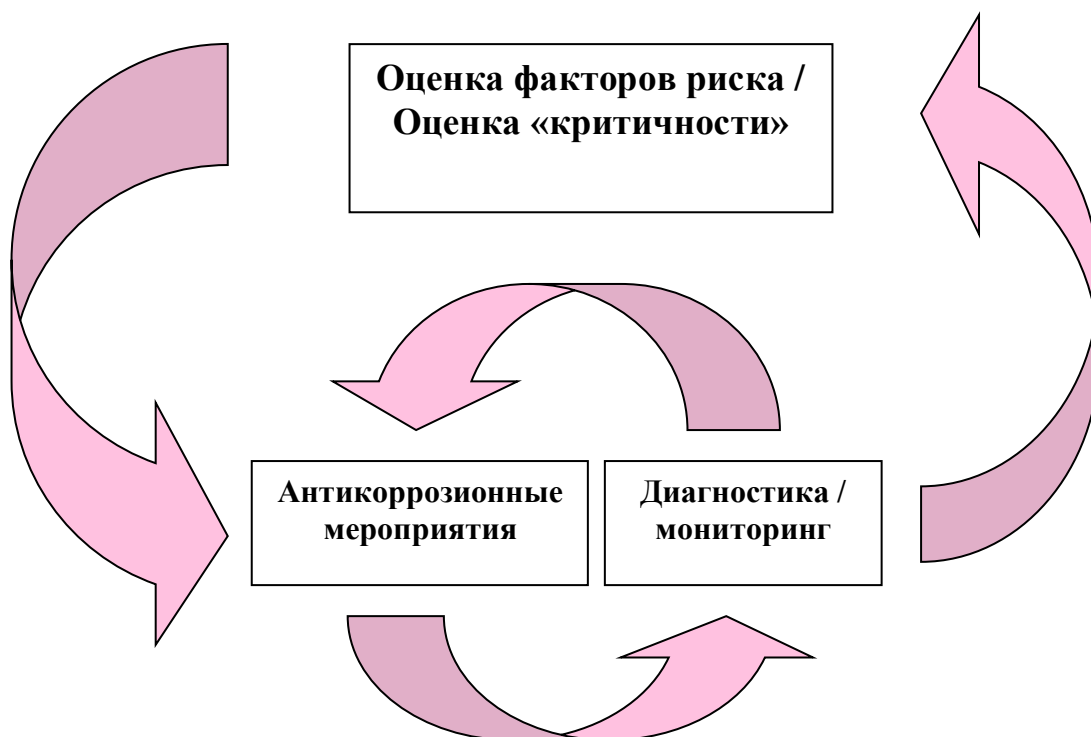 Оценка факторов риска /
Оценка «критичности»
Антикоррозионные
мероприятия
Диагностика /
мониторинг